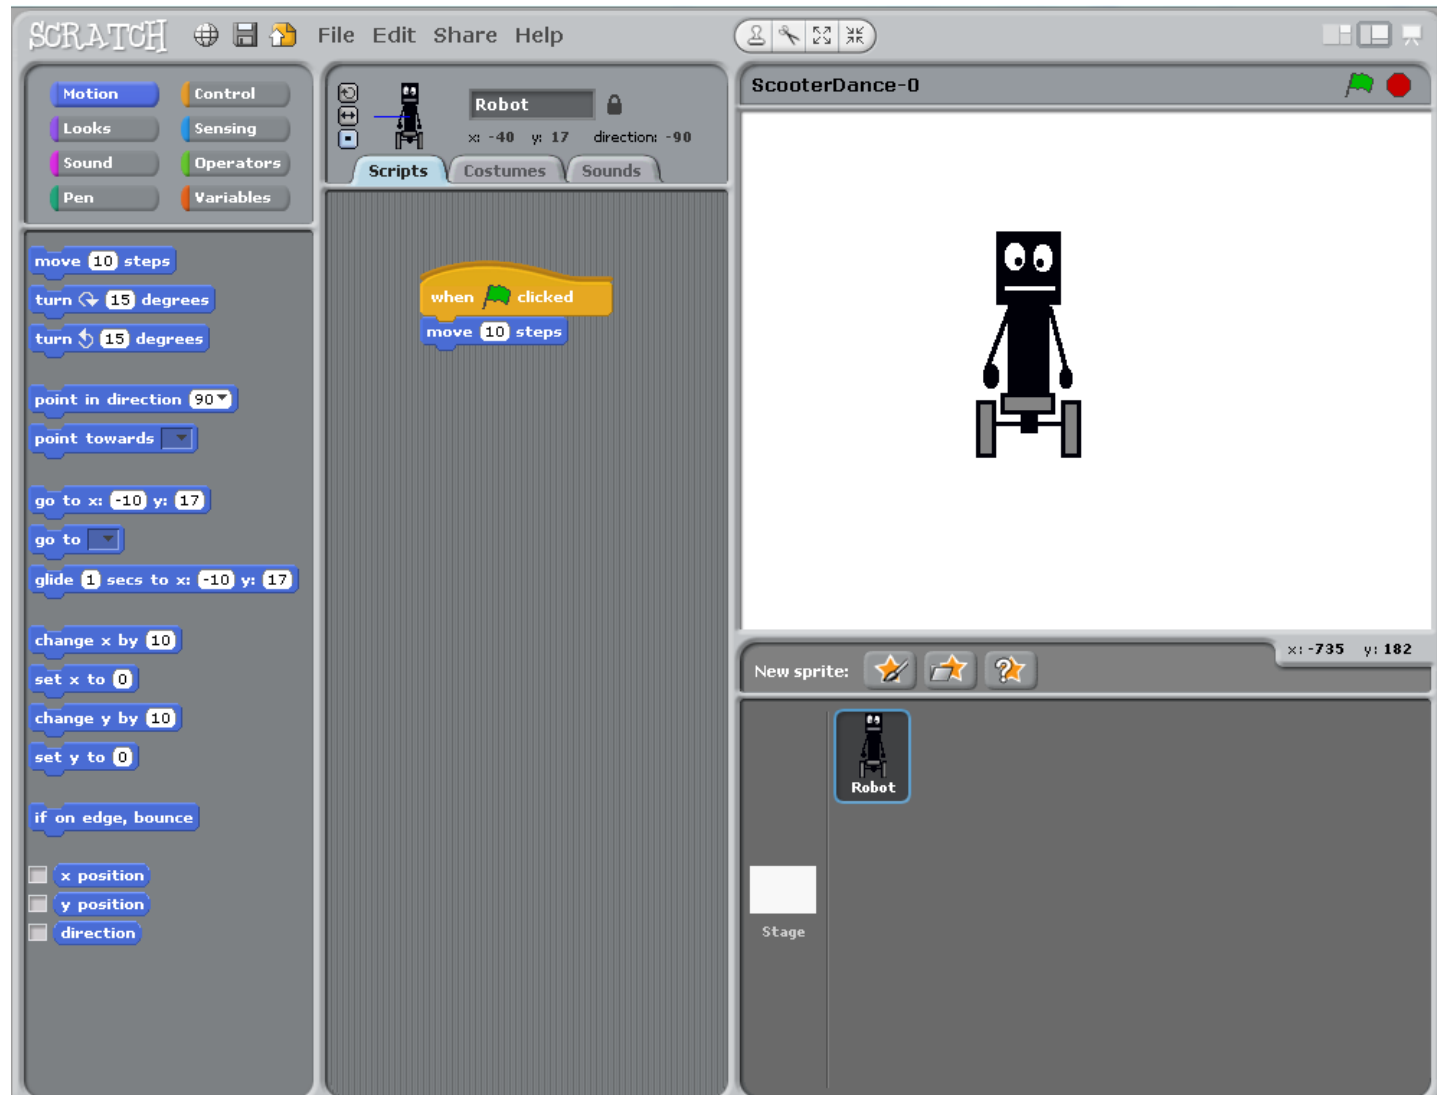 SCRATCH File Edit Share Help
Motion Control
Looks Sensing
Sound Operators
Pen Variables
move 10 steps
turn 15 degrees
turn 15 degrees
point in direction 90
point towards
go to x: -10 y: 17
go to
glide 1 secs to x: -10 y: 17
change x by 10
set x to 0
change y by 10
set y to 0
if on edge, bounce
x position
y position
direction
Robot
x: -40 y: 17 direction: -90
Scripts Costumes Sounds
when clicked
move 10 steps
ScooterDance-0
x: -735 y: 182
New sprite:
Robot
Stage